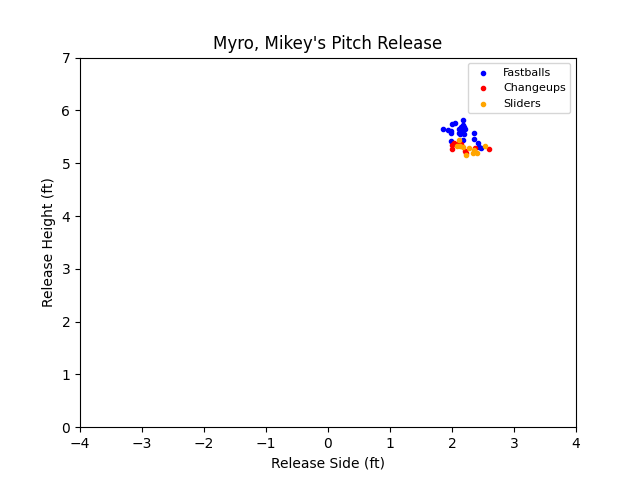 Myro, Mikey's Pitch Release
Fastballs
Changeups
Sliders
Release Height (ft)
7
6
5
4
3
2
1
0
−4 −3 −2 −1 0 1 2 3 4
Release Side (ft)